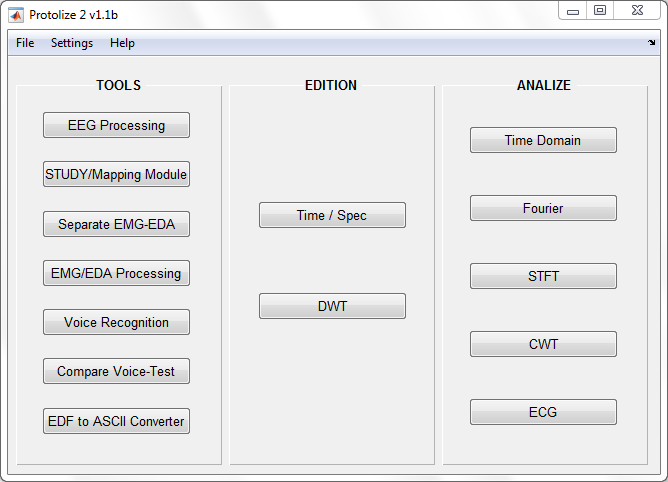 Protolize 2 v1.1b
File Settings Help
TOOLS
EEG Processing
STUDY/Mapping Module
Separate EMG-EDA
EMG/EDA Processing
Voice Recognition
Compare Voice-Test
EDF to ASCII Converter
EDITION
Time / Spec
DWT
ANALIZE
Time Domain
Fourier
STFT
CWT
ECG